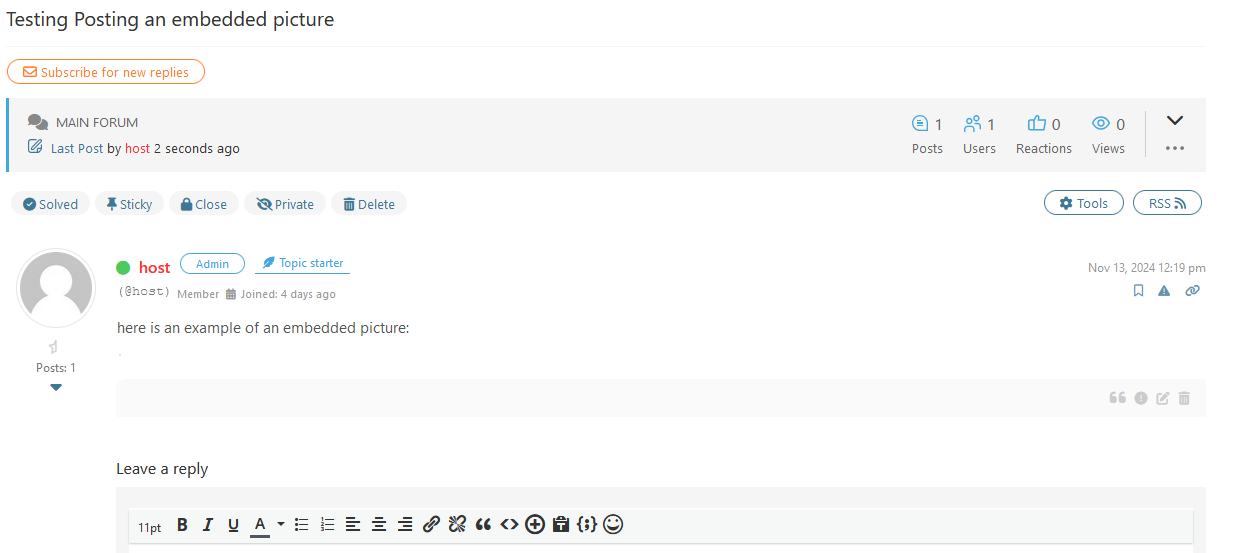 Testing Posting an embedded picture
Subscribe for new replies
MAIN FORUM
Last Post by host 2 seconds ago
1 1 0 0
Posts Users Reactions Views
Solved Sticky Close Private Delete
Tools RSS
host Admin Topic starter
Nov 13, 2024 12:19 pm
(@host) Member Joined: 4 days ago
here is an example of an embedded picture:
Posts: 1
Leave a reply
11pt B I U A